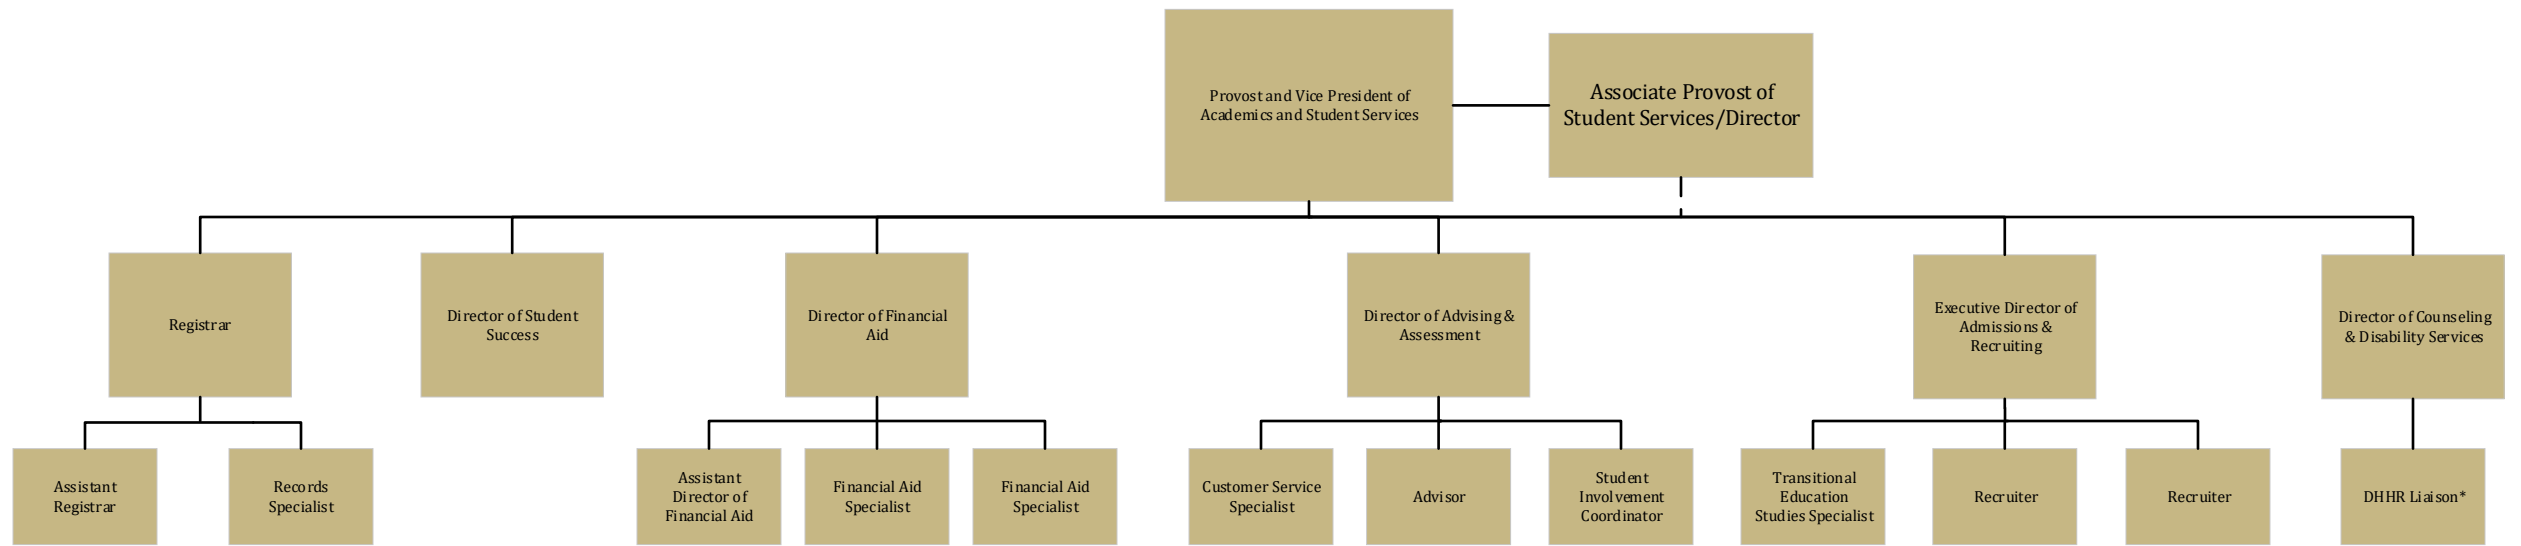 Provost and Vice President of
Academics and Student Services
Associate Provost of
Student Services/Director
Registrar
Director of Student
Success
Director of Financial
Aid
Director of Advising &
Assessment
Executive Director of
Admissions &
Recruiting
Director of Counseling
& Disability Services
Assistant
Registrar
Records
Specialist
Assistant
Director of
Financial Aid
Financial Aid
Specialist
Financial Aid
Specialist
Customer Service
Specialist
Advisor
Student
Involvement
Coordinator
Transitional
Education
Studies Specialist
Recruiter
Recruiter
DHHR Liaison*